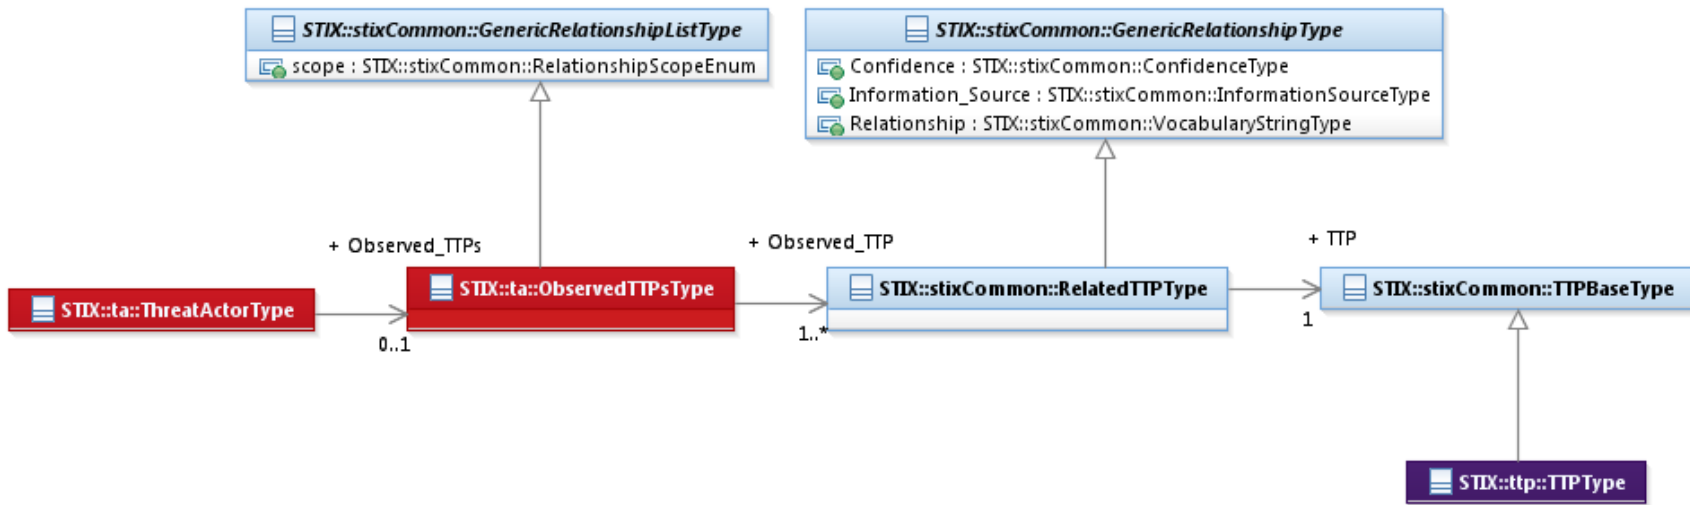 STIX::stixCommon::GenericRelationshipListType
scope : STIX::stixCommon::RelationshipScopeEnum
STIX::stixCommon::GenericRelationshipType
Confidence : STIX::stixCommon::ConfidenceType
Information_Source : STIX::stixCommon::InformationSourceType
Relationship : STIX::stixCommon::VocabularyStringType
+ Observed_TTPs
+ Observed_TTP
+ TTP
STIX::ta::ThreatActorType
STIX::ta::ObservedTTPsType
STIX::stixCommon::RelatedTTPType
STIX::stixCommon::TTPBaseType
0..1
1..*
1
STIX::ttp::TTPType